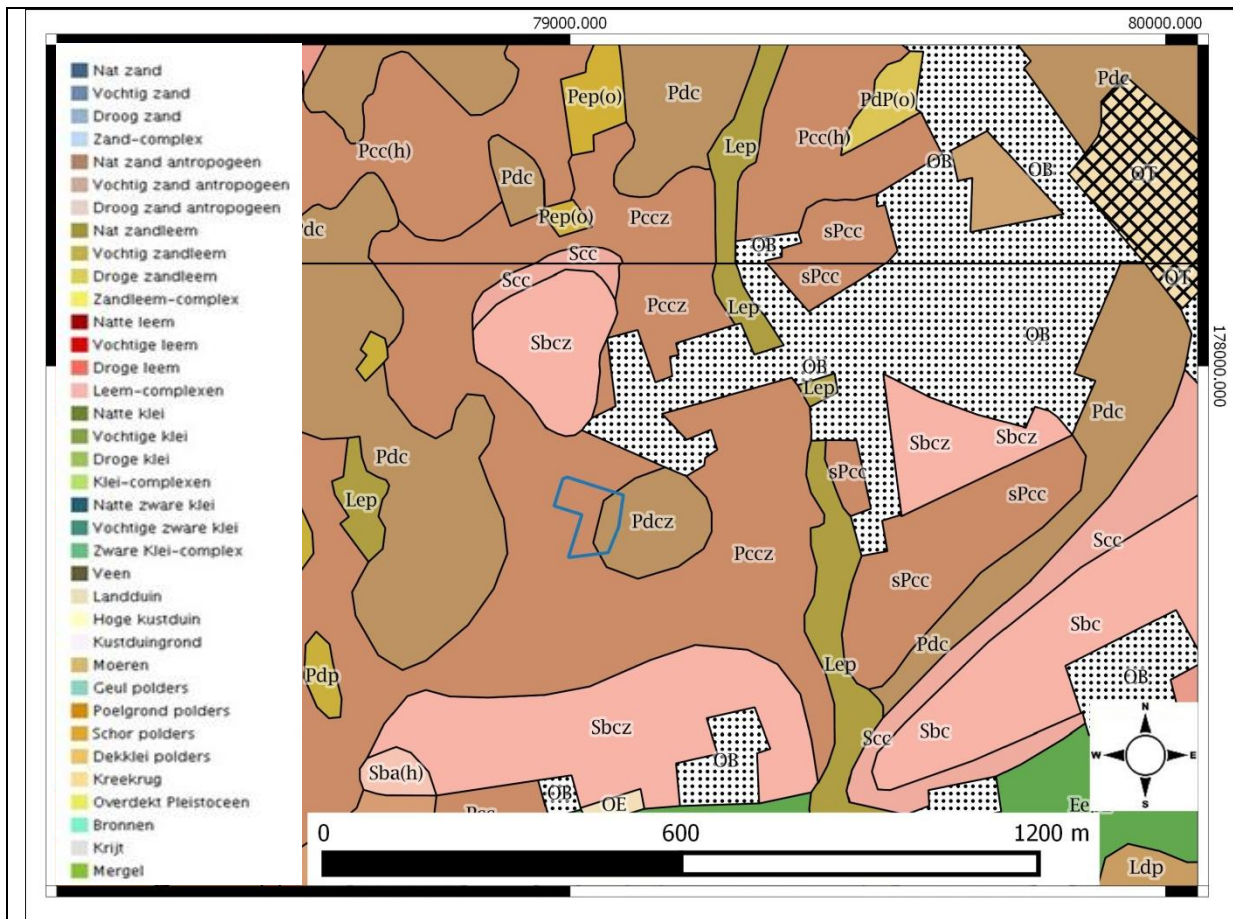 79000.000
80000.000
178000.000
Nat zand
Vochtig zand
Droog zand
Zand-complex
Nat zand antropogeen
Vochtig zand antropogeen
Droog zand antropogeen
Nat zandleem
Vochtig zandleem
Droge zandleem
Zandleem-complex
Natte leem
Vochtige leem
Droge leem
Leem-complexen
Natte klei
Vochtige klei
Droge klei
Klei-complexen
Natte zware klei
Vochtige zware klei
Zware Klei-complex
Veen
Landduin
Hoge kustduin
Kustduingrond
Moeren
Geul polders
Poelgrond polders
Schor polders
Dekklei polders
Kreekrug
Overdekt Pleistoceen
Bronnen
Krijt
Mergel
Pdc
Pep(o)
Pdc
PdP(o)
Lep
Pcc(h)
Pcc(h)
OB
OB
OT
Pdc
Pep(o)
Pccz
sPcc
dc
OB
Scc
Scc
sPcc
OT
Pccz
Lep
OB
Sbcz
OB
Lep
Pdc
Sbcz
Sbcz
Pdc
sPcc
Lep
sPcc
Pdcz
Pccz
Scc
sPcc
Sbc
Pdc
Lep
Pdp
OB
Sbcz
Scc
Sbc
OB
Sba(h)
OB
OE
Pcc
N
W
E
S
Ldp
0
600
1200 m